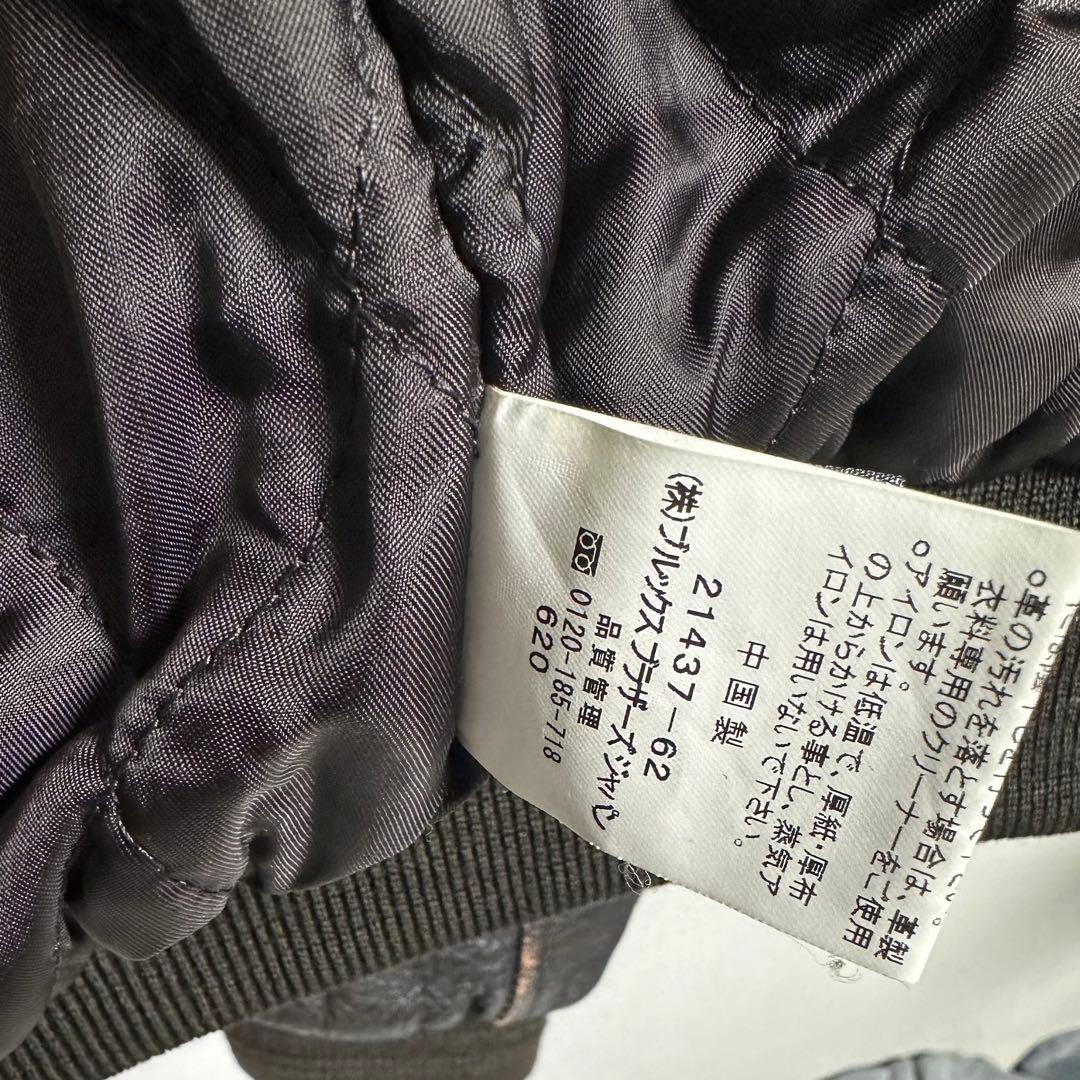 。革の汚れを落とす場合は、革製
衣料専用のクリーナーをご使用
願います。
。アイロンは低温で、厚紙・厚布
の上からかける事とし、蒸気ア
イロンは用いないで下さい。
中国製
21437-62
(株)ブルックス ブラザーズ ジャパン
品質管理
0120-185-718
620